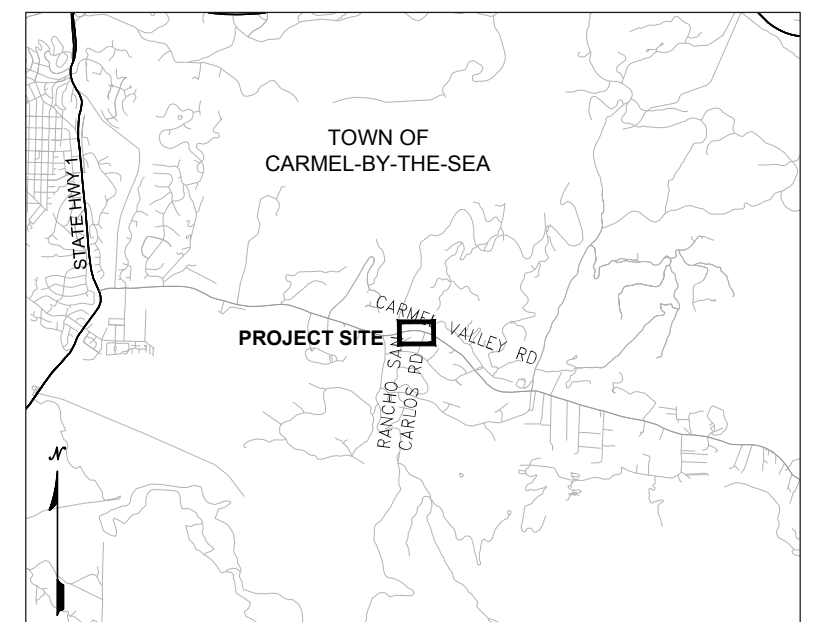 TOWN OF
CARMEL-BY-THE-SEA
STATE HWY 1
CARMEL VALLEY RD
PROJECT SITE
RANCHO SAN
CARLOS RD
N